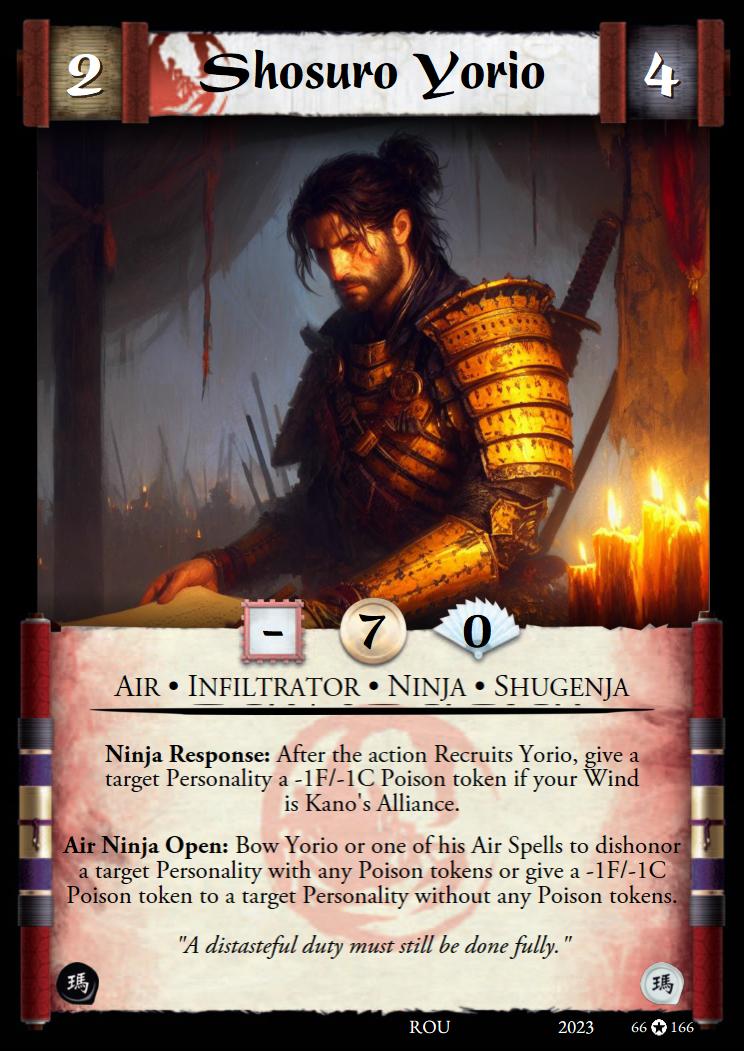 2 Shosuro Yorio 4
- 7 0
AIR • INFILTRATOR • NINJA • SHUGENJA
Ninja Response: After the action Recruits Yorio, give a
target Personality a -1F/-1C Poison token if your Wind
is Kano's Alliance.
Air Ninja Open: Bow Yorio or one of his Air Spells to dishonor
a target Personality with any Poison tokens or give a -1F/-1C
Poison token to a target Personality without any Poison tokens.
"A distasteful duty must still be done fully."
瑪 瑪
ROU 2023 66 ✪ 166